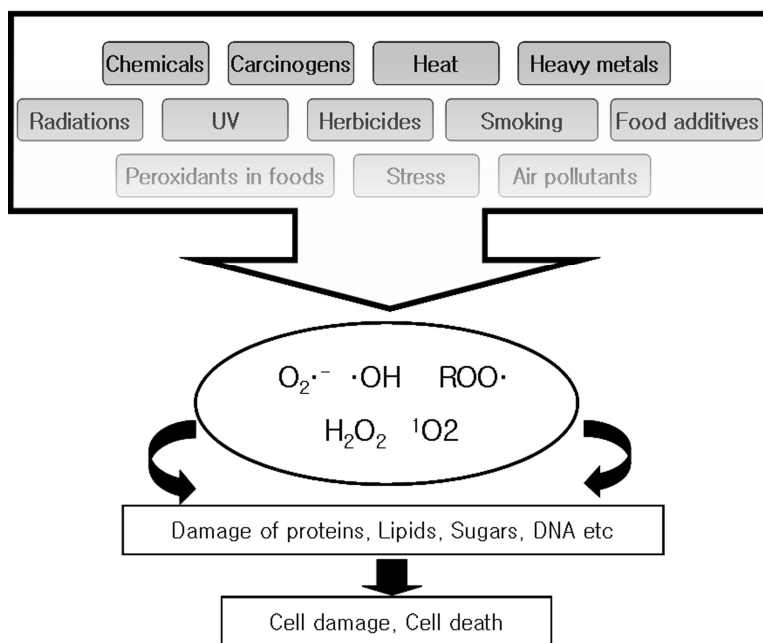 Chemicals Carcinogens Heat Heavy metals
Radiations UV Herbicides Smoking Food additives
Peroxidants in foods Stress Air pollutants
O₂·⁻ ·OH ROO·
H₂O₂ ¹O2
Damage of proteins, Lipids, Sugars, DNA etc
Cell damage, Cell death